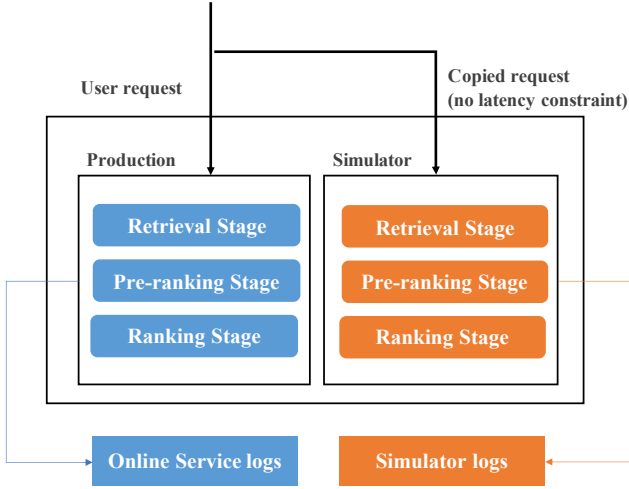 User request
Copied request
(no latency constraint)
Production
Simulator
Retrieval Stage
Pre-ranking Stage
Ranking Stage
Retrieval Stage
Pre-ranking Stage
Ranking Stage
Online Service logs
Simulator logs